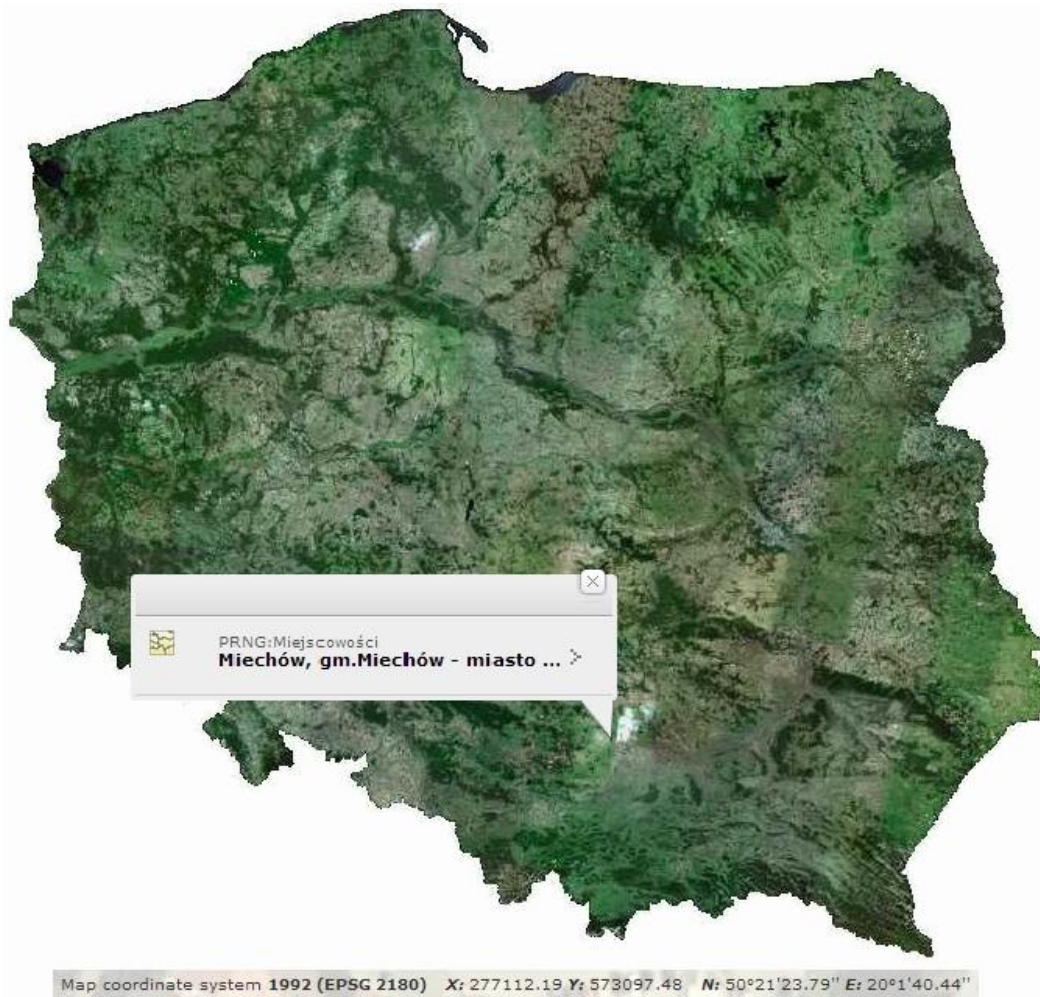 PRNG:Miejscowości
Miechów, gm.Miechów - miasto ...
Map coordinate system 1992 (EPSG 2180) X: 277112.19 Y: 573097.48 N: 50°21'23.79'' E: 20°1'40.44''